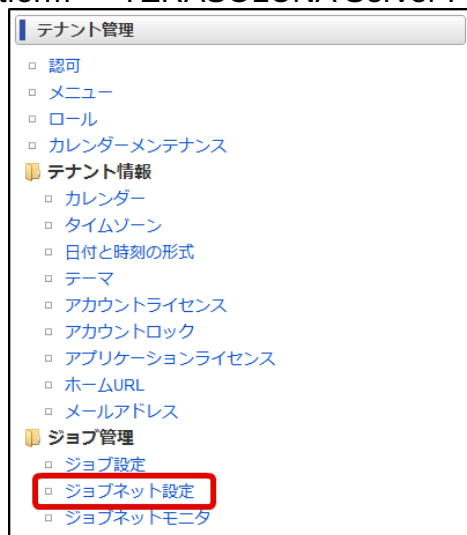 テナント管理
認可
メニュー
ロール
カレンダーメンテナンス
テナント情報
カレンダー
タイムゾーン
日付と時刻の形式
テーマ
アカウントライセンス
アカウントロック
アプリケーションライセンス
ホームURL
メールアドレス
ジョブ管理
ジョブ設定
ジョブネット設定
ジョブネットモニタ